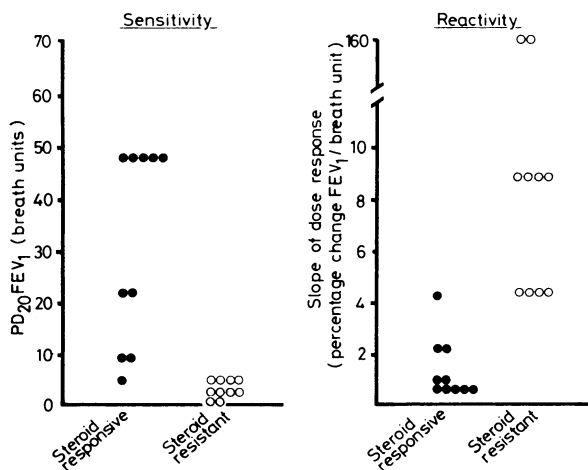 Sensitivity
70
60
50
40
30
20
10
0
PD20FEV1 (breath units)
Steroid
responsive
Steroid
resistant
Reactivity
160
10
8
6
4
2
Slope of dose response
(percentage change FEV1/breath unit)
Steroid
responsive
Steroid
resistant